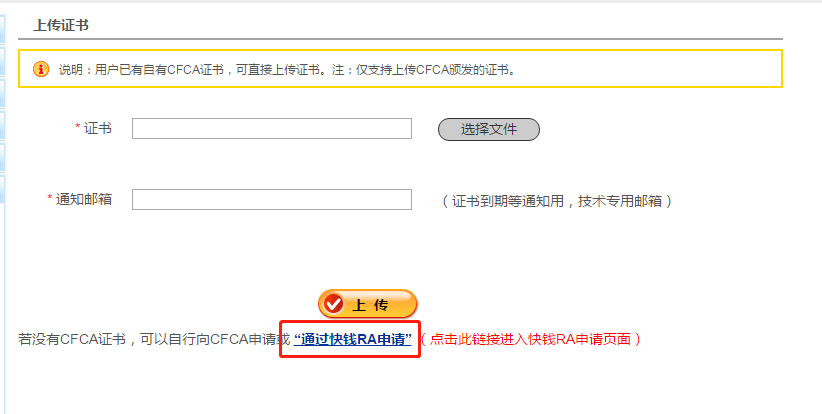 上传证书
说明：用户已有自有CFCA证书，可直接上传证书。注：仅支持上传CFCA颁发的证书。
* 证书 选择文件
* 通知邮箱 （证书到期等通知用，技术专用邮箱）
上 传
若没有CFCA证书，可以自行向CFCA申请或 “通过快钱RA申请” （点击此链接进入快钱RA申请页面）